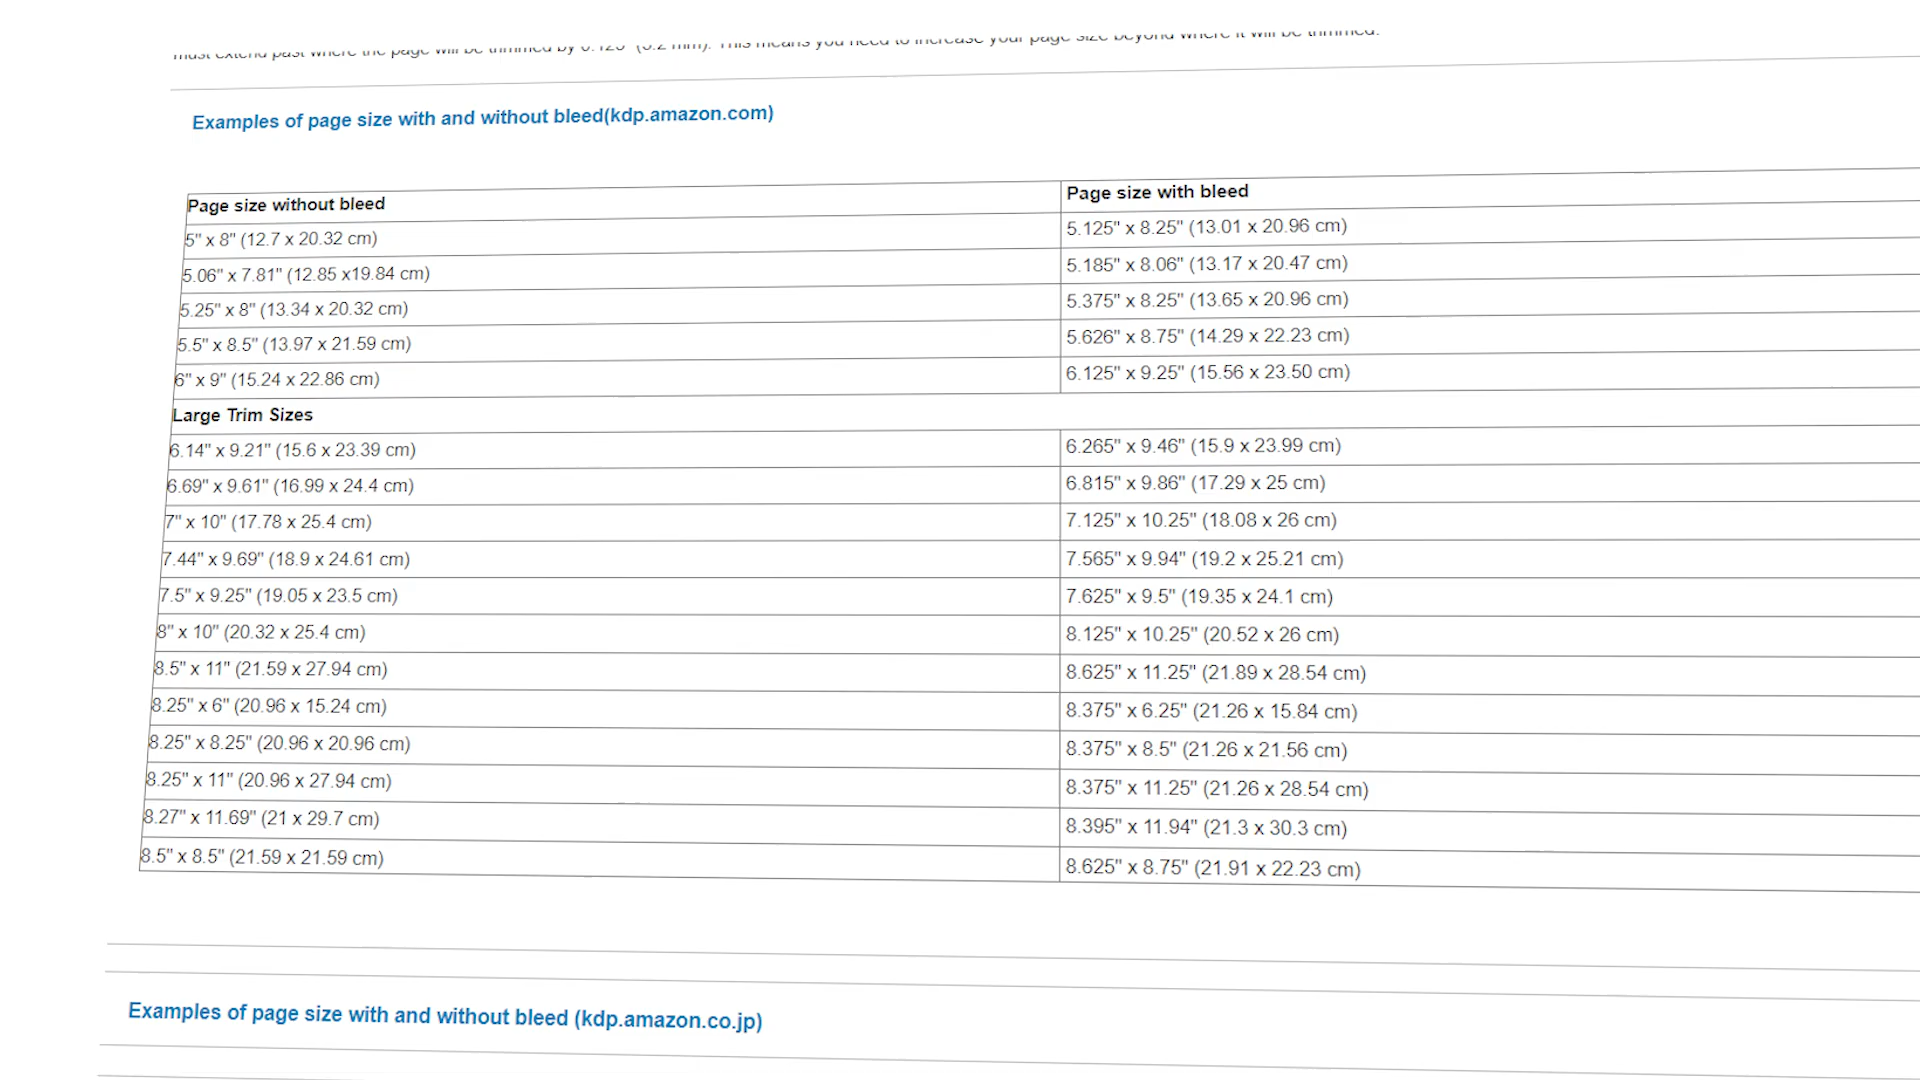 must extend past where the page will be trimmed by 0.125" (3.2 mm). This means you need to increase your page size beyond where it will be trimmed.
Examples of page size with and without bleed(kdp.amazon.com)
Page size without bleed Page size with bleed
5" x 8" (12.7 x 20.32 cm) 5.125" x 8.25" (13.01 x 20.96 cm)
5.06" x 7.81" (12.85 x19.84 cm) 5.185" x 8.06" (13.17 x 20.47 cm)
5.25" x 8" (13.34 x 20.32 cm) 5.375" x 8.25" (13.65 x 20.96 cm)
5.5" x 8.5" (13.97 x 21.59 cm) 5.626" x 8.75" (14.29 x 22.23 cm)
6" x 9" (15.24 x 22.86 cm) 6.125" x 9.25" (15.56 x 23.50 cm)
Large Trim Sizes
6.14" x 9.21" (15.6 x 23.39 cm) 6.265" x 9.46" (15.9 x 23.99 cm)
6.69" x 9.61" (16.99 x 24.4 cm) 6.815" x 9.86" (17.29 x 25 cm)
7" x 10" (17.78 x 25.4 cm) 7.125" x 10.25" (18.08 x 26 cm)
7.44" x 9.69" (18.9 x 24.61 cm) 7.565" x 9.94" (19.2 x 25.21 cm)
7.5" x 9.25" (19.05 x 23.5 cm) 7.625" x 9.5" (19.35 x 24.1 cm)
8" x 10" (20.32 x 25.4 cm) 8.125" x 10.25" (20.52 x 26 cm)
8.5" x 11" (21.59 x 27.94 cm) 8.625" x 11.25" (21.89 x 28.54 cm)
8.25" x 6" (20.96 x 15.24 cm) 8.375" x 6.25" (21.26 x 15.84 cm)
8.25" x 8.25" (20.96 x 20.96 cm) 8.375" x 8.5" (21.26 x 21.56 cm)
8.25" x 11" (20.96 x 27.94 cm) 8.375" x 11.25" (21.26 x 28.54 cm)
8.27" x 11.69" (21 x 29.7 cm) 8.395" x 11.94" (21.3 x 30.3 cm)
8.5" x 8.5" (21.59 x 21.59 cm) 8.625" x 8.75" (21.91 x 22.23 cm)
Examples of page size with and without bleed (kdp.amazon.co.jp)